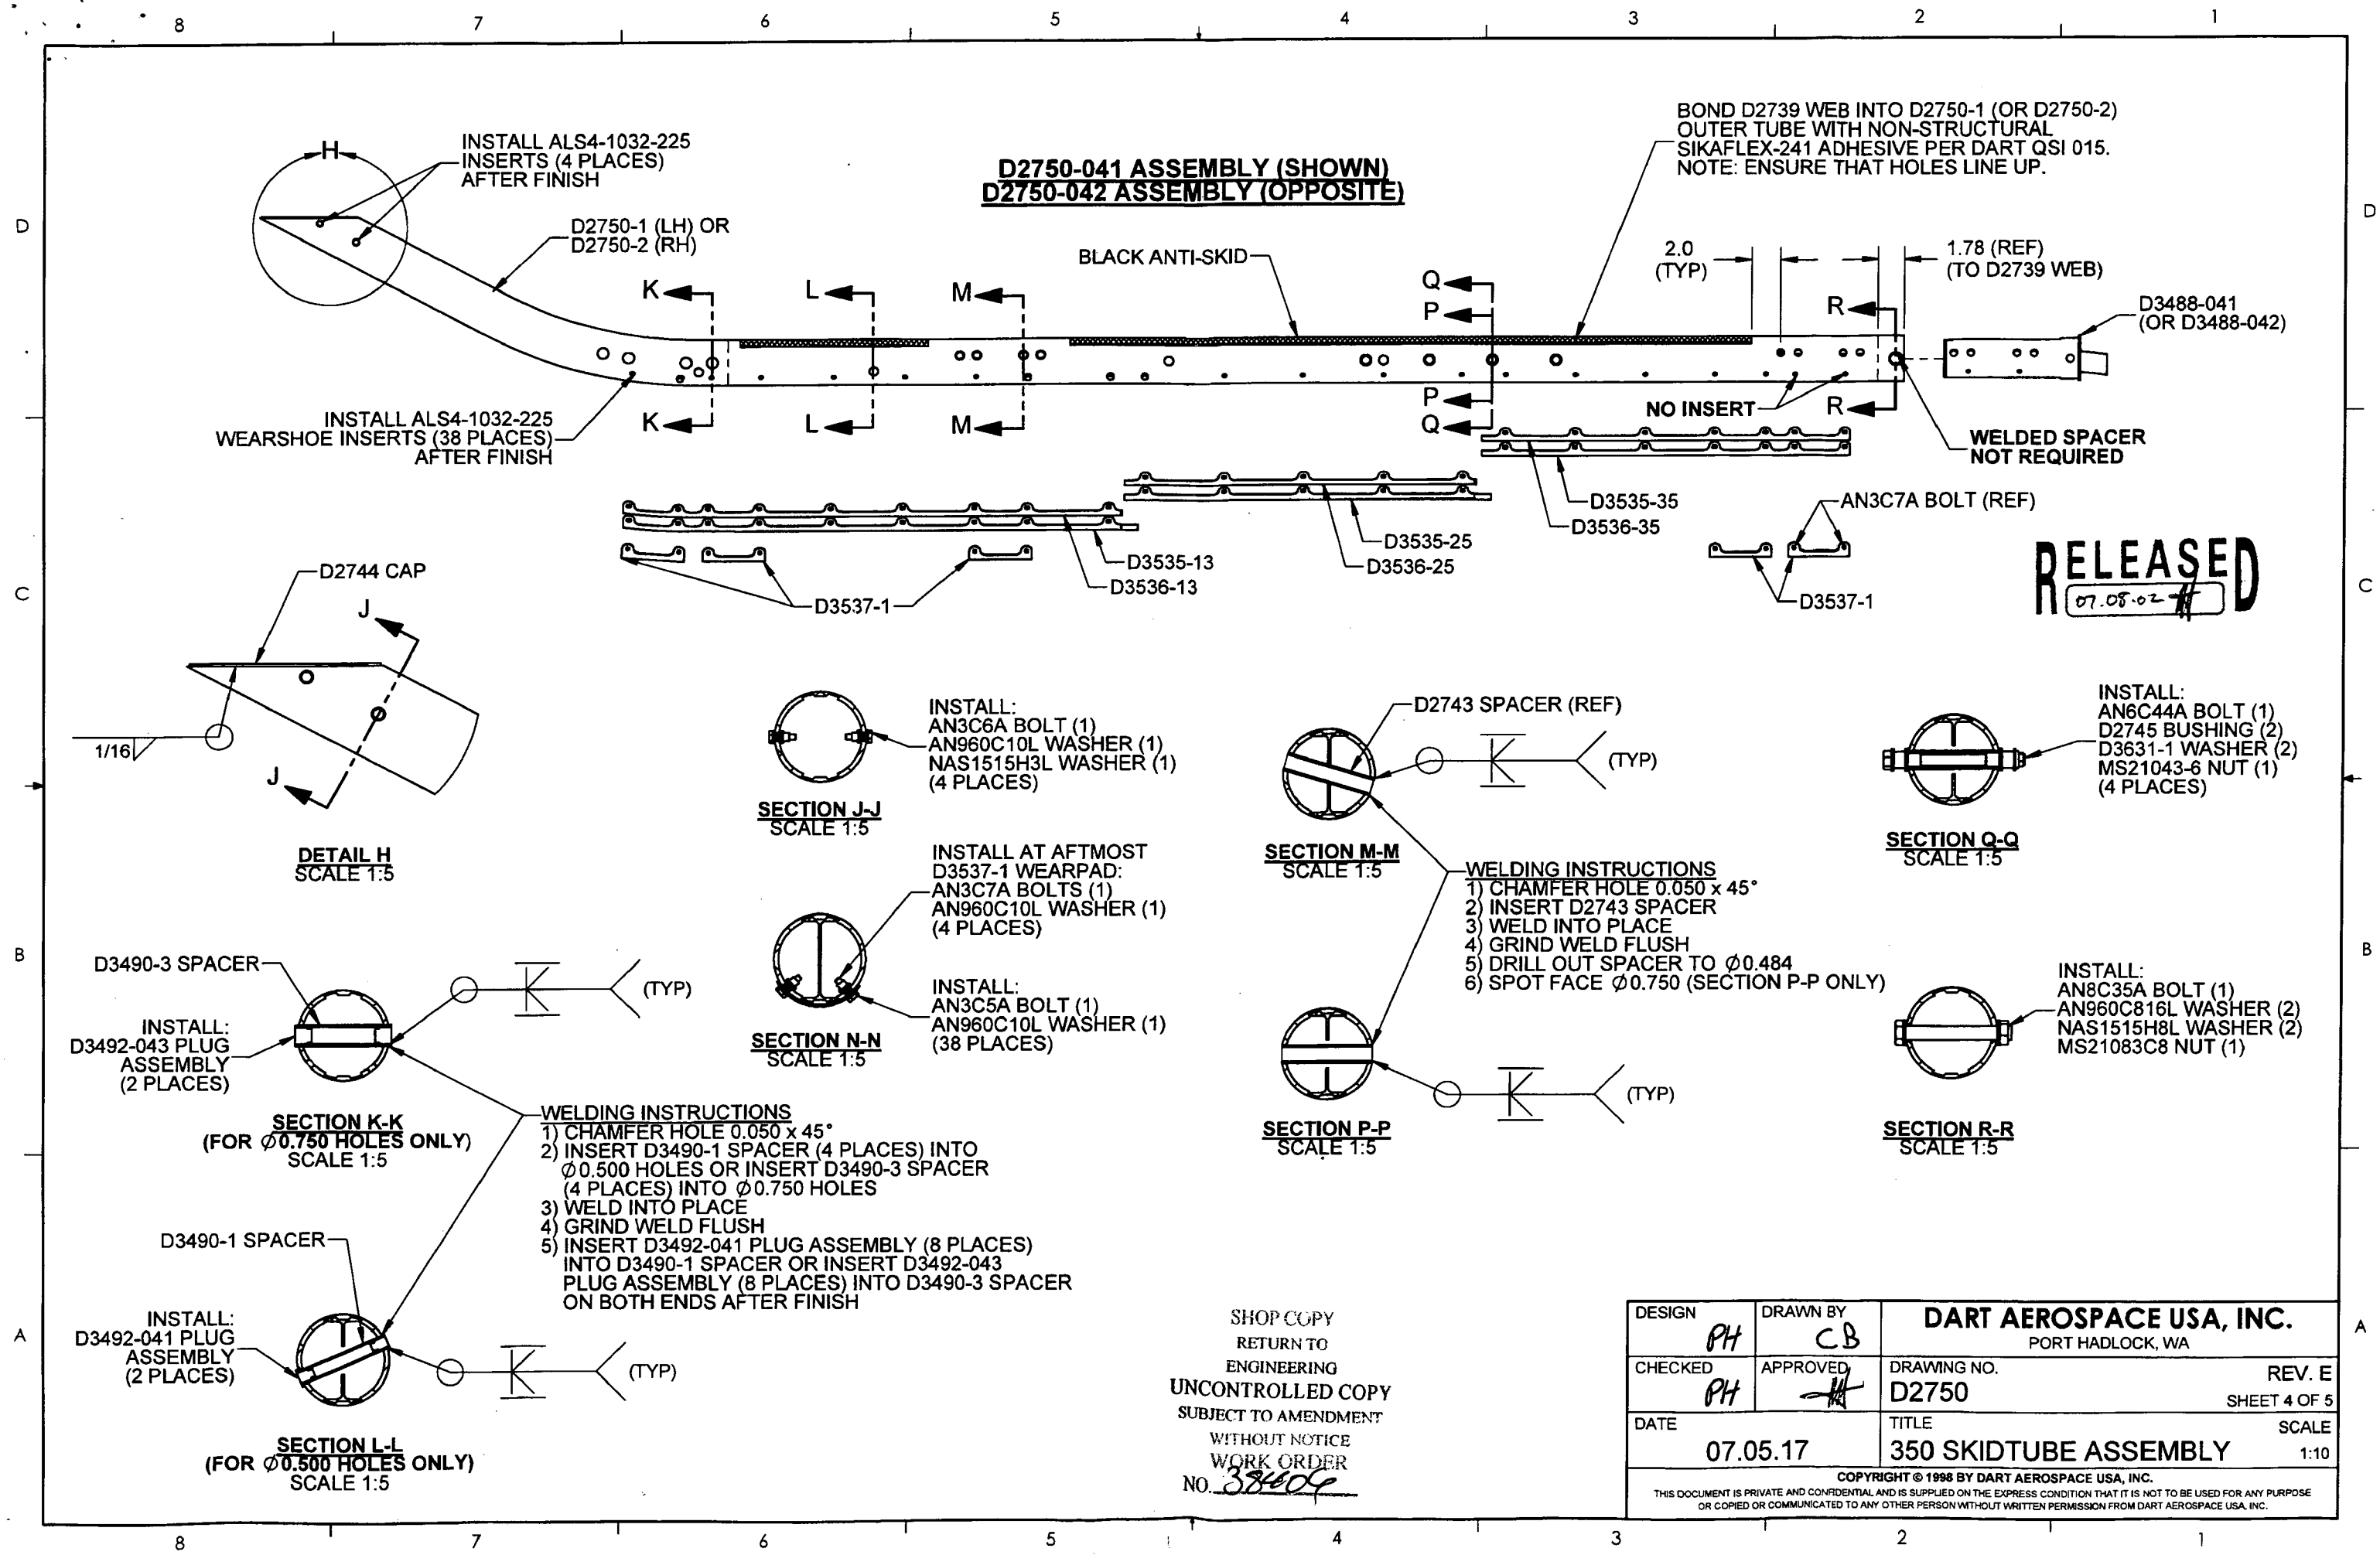 8 7 6 5 4 3 2 1
D
D
C
C
B
B
A
A
INSTALL ALS4-1032-225
INSERTS (4 PLACES)
AFTER FINISH
H
D2750-1 (LH) OR
D2750-2 (RH)
D2750-041 ASSEMBLY (SHOWN)
D2750-042 ASSEMBLY (OPPOSITE)
BLACK ANTI-SKID
BOND D2739 WEB INTO D2750-1 (OR D2750-2)
OUTER TUBE WITH NON-STRUCTURAL
SIKAFLEX-241 ADHESIVE PER DART QSI 015.
NOTE: ENSURE THAT HOLES LINE UP.
2.0
(TYP)
1.78 (REF)
(TO D2739 WEB)
D3488-041
(OR D3488-042)
K
L
M
Q
P
R
K
L
M
P
Q
R
NO INSERT
WELDED SPACER
NOT REQUIRED
INSTALL ALS4-1032-225
WEARSHOE INSERTS (38 PLACES)
AFTER FINISH
D3535-35
D3536-35
AN3C7A BOLT (REF)
D3535-25
D3536-25
D3535-13
D3536-13
D3537-1
D3537-1
RELEASED
07.08.02
D2744 CAP
J
J
1/16
DETAIL H
SCALE 1:5
INSTALL:
AN3C6A BOLT (1)
AN960C10L WASHER (1)
NAS1515H3L WASHER (1)
(4 PLACES)
SECTION J-J
SCALE 1:5
INSTALL AT AFTMOST
D3537-1 WEARPAD:
AN3C7A BOLTS (1)
AN960C10L WASHER (1)
(4 PLACES)
INSTALL:
AN3C5A BOLT (1)
AN960C10L WASHER (1)
(38 PLACES)
SECTION N-N
SCALE 1:5
D2743 SPACER (REF)
(TYP)
SECTION M-M
SCALE 1:5
WELDING INSTRUCTIONS
1) CHAMFER HOLE 0.050 x 45°
2) INSERT D2743 SPACER
3) WELD INTO PLACE
4) GRIND WELD FLUSH
5) DRILL OUT SPACER TO Ø0.484
6) SPOT FACE Ø0.750 (SECTION P-P ONLY)
(TYP)
SECTION P-P
SCALE 1:5
INSTALL:
AN6C44A BOLT (1)
D2745 BUSHING (2)
D3631-1 WASHER (2)
MS21043-6 NUT (1)
(4 PLACES)
SECTION Q-Q
SCALE 1:5
INSTALL:
AN8C35A BOLT (1)
AN960C816L WASHER (2)
NAS1515H8L WASHER (2)
MS21083C8 NUT (1)
SECTION R-R
SCALE 1:5
D3490-3 SPACER
(TYP)
INSTALL:
D3492-043 PLUG
ASSEMBLY
(2 PLACES)
SECTION K-K
(FOR Ø0.750 HOLES ONLY)
SCALE 1:5
WELDING INSTRUCTIONS
1) CHAMFER HOLE 0.050 x 45°
2) INSERT D3490-1 SPACER (4 PLACES) INTO
Ø0.500 HOLES OR INSERT D3490-3 SPACER
(4 PLACES) INTO Ø0.750 HOLES
3) WELD INTO PLACE
4) GRIND WELD FLUSH
5) INSERT D3492-041 PLUG ASSEMBLY (8 PLACES)
INTO D3490-1 SPACER OR INSERT D3492-043
PLUG ASSEMBLY (8 PLACES) INTO D3490-3 SPACER
ON BOTH ENDS AFTER FINISH
D3490-1 SPACER
INSTALL:
D3492-041 PLUG
ASSEMBLY
(2 PLACES)
(TYP)
SECTION L-L
(FOR Ø0.500 HOLES ONLY)
SCALE 1:5
SHOP COPY
RETURN TO
ENGINEERING
UNCONTROLLED COPY
SUBJECT TO AMENDMENT
WITHOUT NOTICE
WORK ORDER
NO.
DESIGN PH
DRAWN BY CB
DART AEROSPACE USA, INC.
PORT HADLOCK, WA
CHECKED PH
APPROVED
DRAWING NO.
D2750
REV. E
SHEET 4 OF 5
DATE
07.05.17
TITLE
350 SKIDTUBE ASSEMBLY
SCALE
1:10
COPYRIGHT © 1998 BY DART AEROSPACE USA, INC.
THIS DOCUMENT IS PRIVATE AND CONFIDENTIAL AND IS SUPPLIED ON THE EXPRESS CONDITION THAT IT IS NOT TO BE USED FOR ANY PURPOSE
OR COPIED OR COMMUNICATED TO ANY OTHER PERSON WITHOUT WRITTEN PERMISSION FROM DART AEROSPACE USA, INC.
8 7 6 5 4 3 2 1